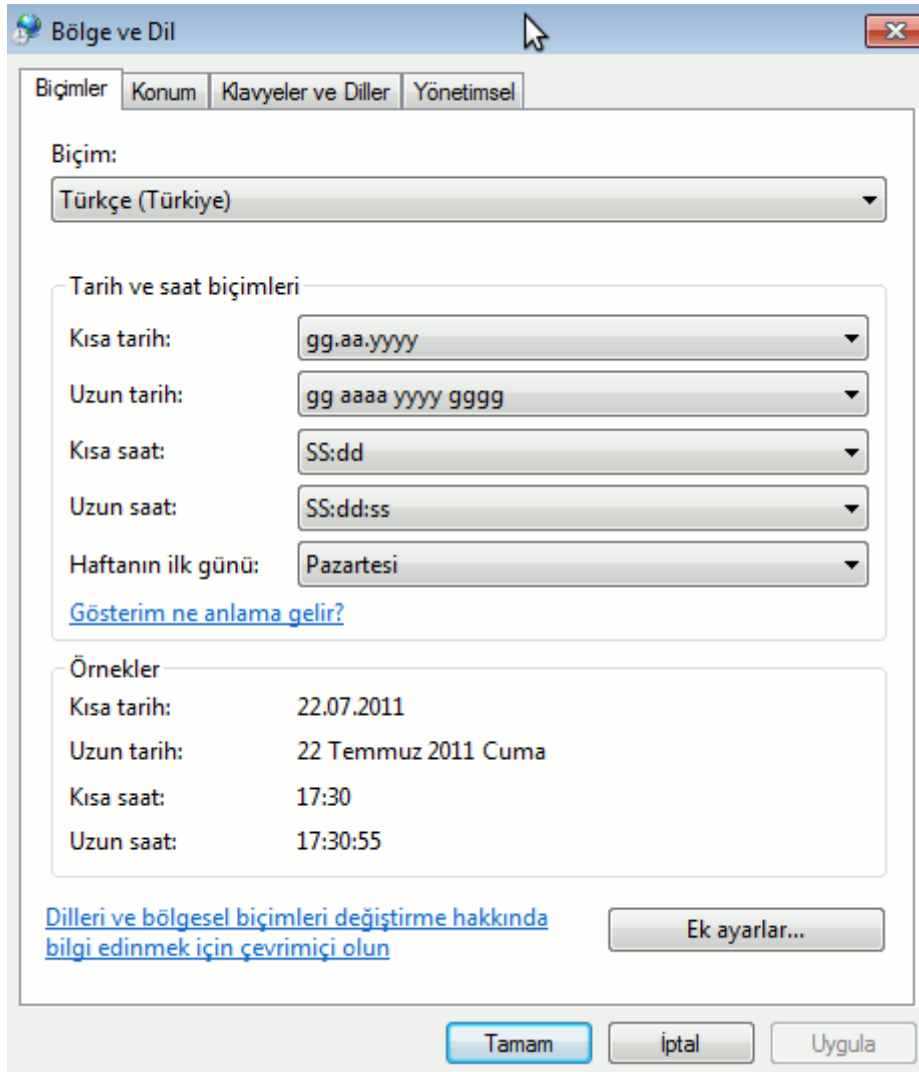 Bölge ve Dil
Biçimler Konum Klavyeler ve Diller Yönetimsel
Biçim:
Türkçe (Türkiye)
Tarih ve saat biçimleri
Kısa tarih: gg.aa.yyyy
Uzun tarih: gg aaaa yyyy gggg
Kısa saat: SS:dd
Uzun saat: SS:dd:ss
Haftanın ilk günü: Pazartesi
Gösterim ne anlama gelir?
Örnekler
Kısa tarih: 22.07.2011
Uzun tarih: 22 Temmuz 2011 Cuma
Kısa saat: 17:30
Uzun saat: 17:30:55
Dilleri ve bölgesel biçimleri değiştirme hakkında
bilgi edinmek için çevrimiçi olun
Ek ayarlar...
Tamam İptal Uygula